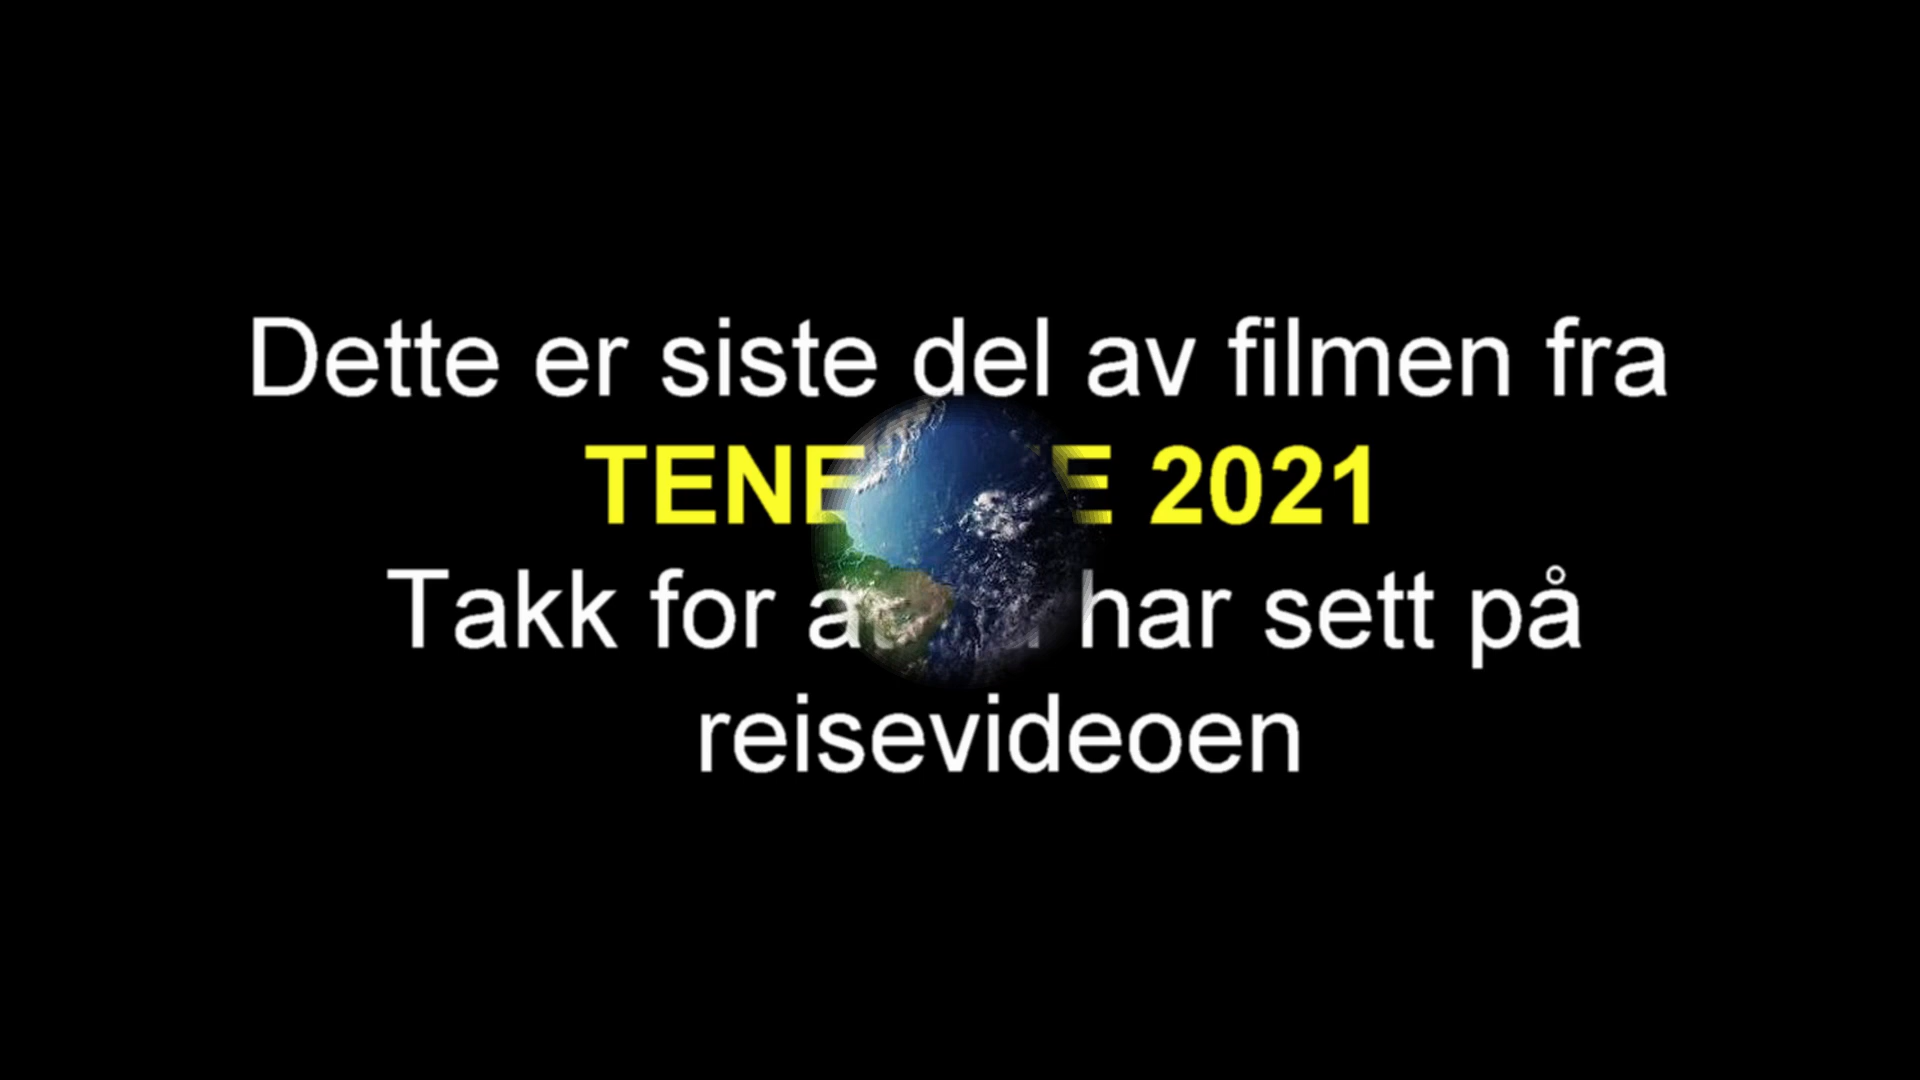 Dette er siste del av filmen fra
2021
Takk for har sett på
reisevideoen